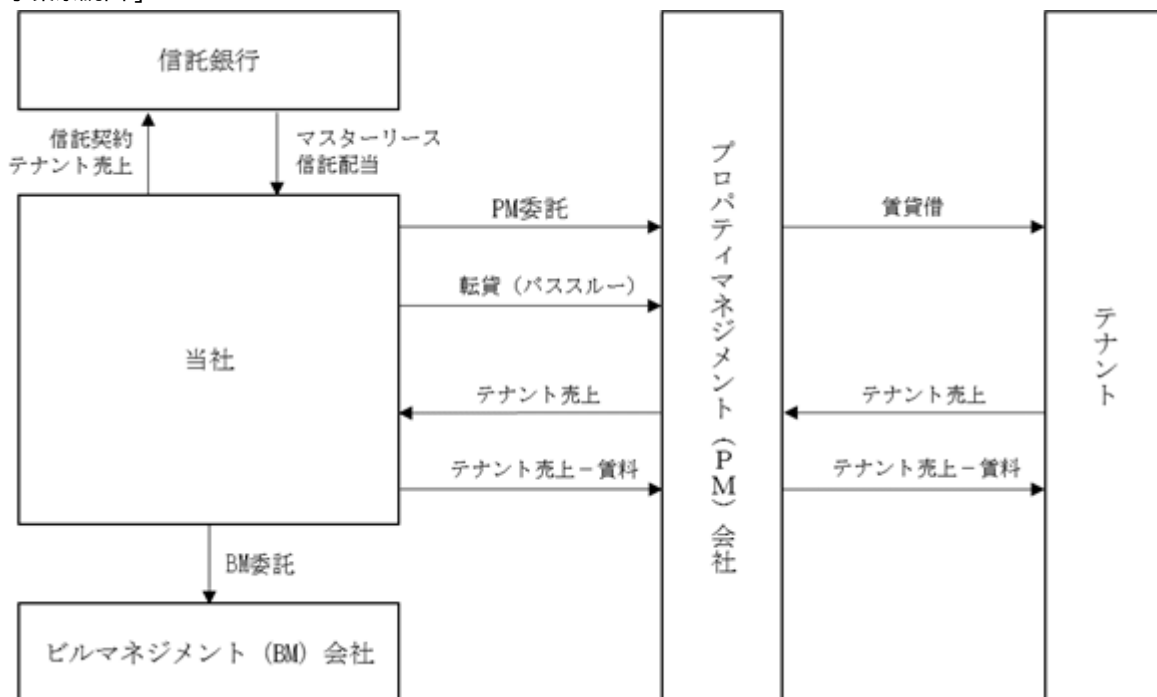 信託銀行
信託契約
テナント売上
マスターリース
信託配当
PM委託
賃貸借
転貸(パススルー)
当社
テナント売上
テナント売上
テナント売上-賃料
テナント売上-賃料
プロパティマネジメント(PM)会社
テナント
BM委託
ビルマネジメント(BM)会社